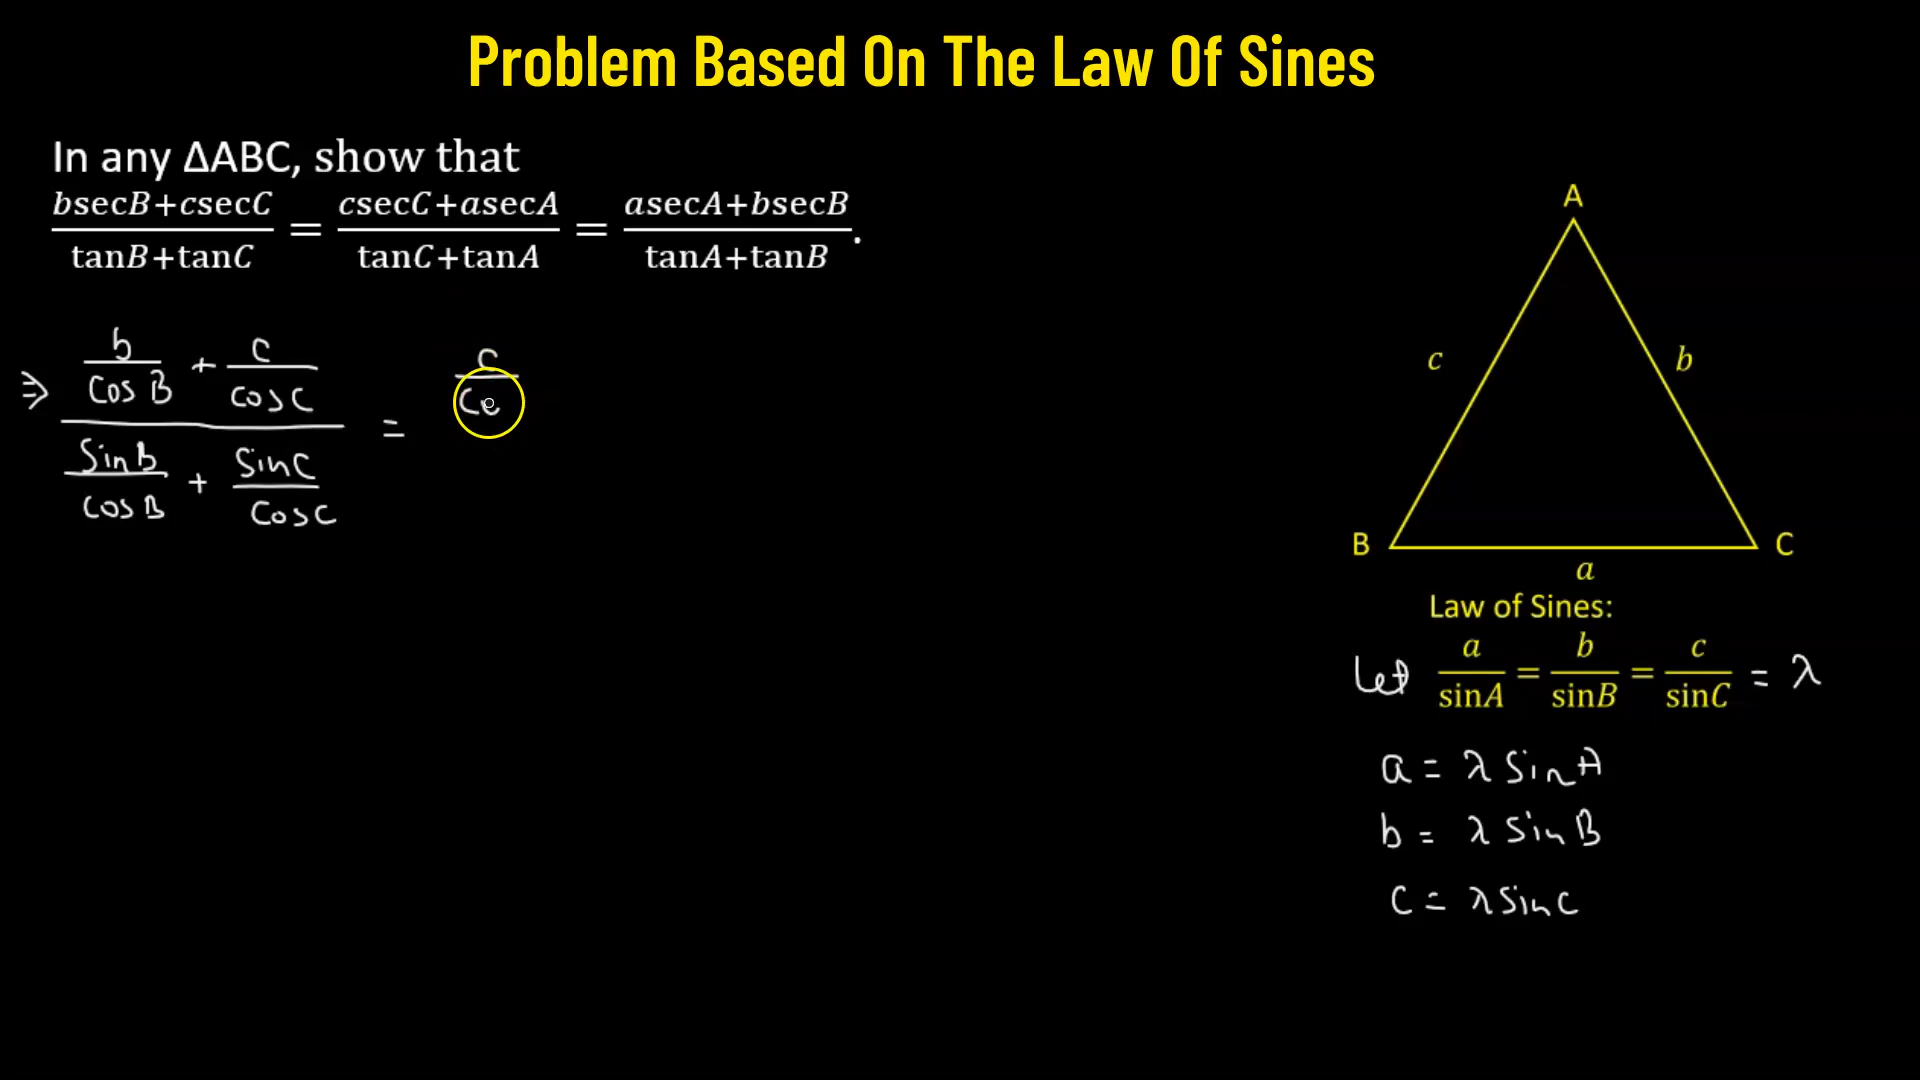 Problem Based On The Law Of Sines
In any ΔABC, show that
bsecB+csecC / tanB+tanC = csecC+asecA / tanC+tanA = asecA+bsecB / tanA+tanB.
⇒ (b / cos B + c / cos C) / (sin B / cos B + sin C / cos C) = c
A
c
b
B
C
a
Law of Sines:
Let a / sinA = b / sinB = c / sinC = λ
a = λ sin A
b = λ sin B
c = λ sin C